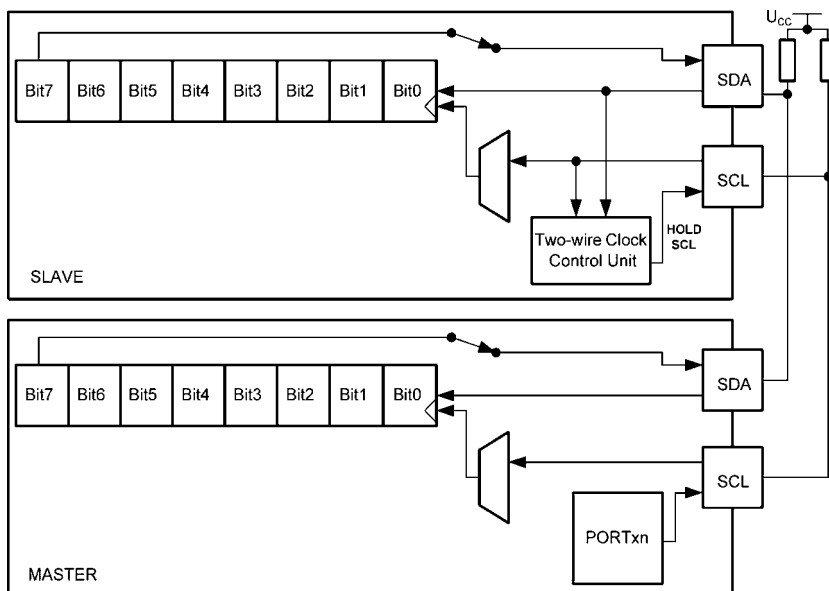 U_CC
Bit7 Bit6 Bit5 Bit4 Bit3 Bit2 Bit1 Bit0
SDA
SCL
HOLD
SCL
Two-wire Clock
Control Unit
SLAVE
Bit7 Bit6 Bit5 Bit4 Bit3 Bit2 Bit1 Bit0
SDA
SCL
PORTxn
MASTER